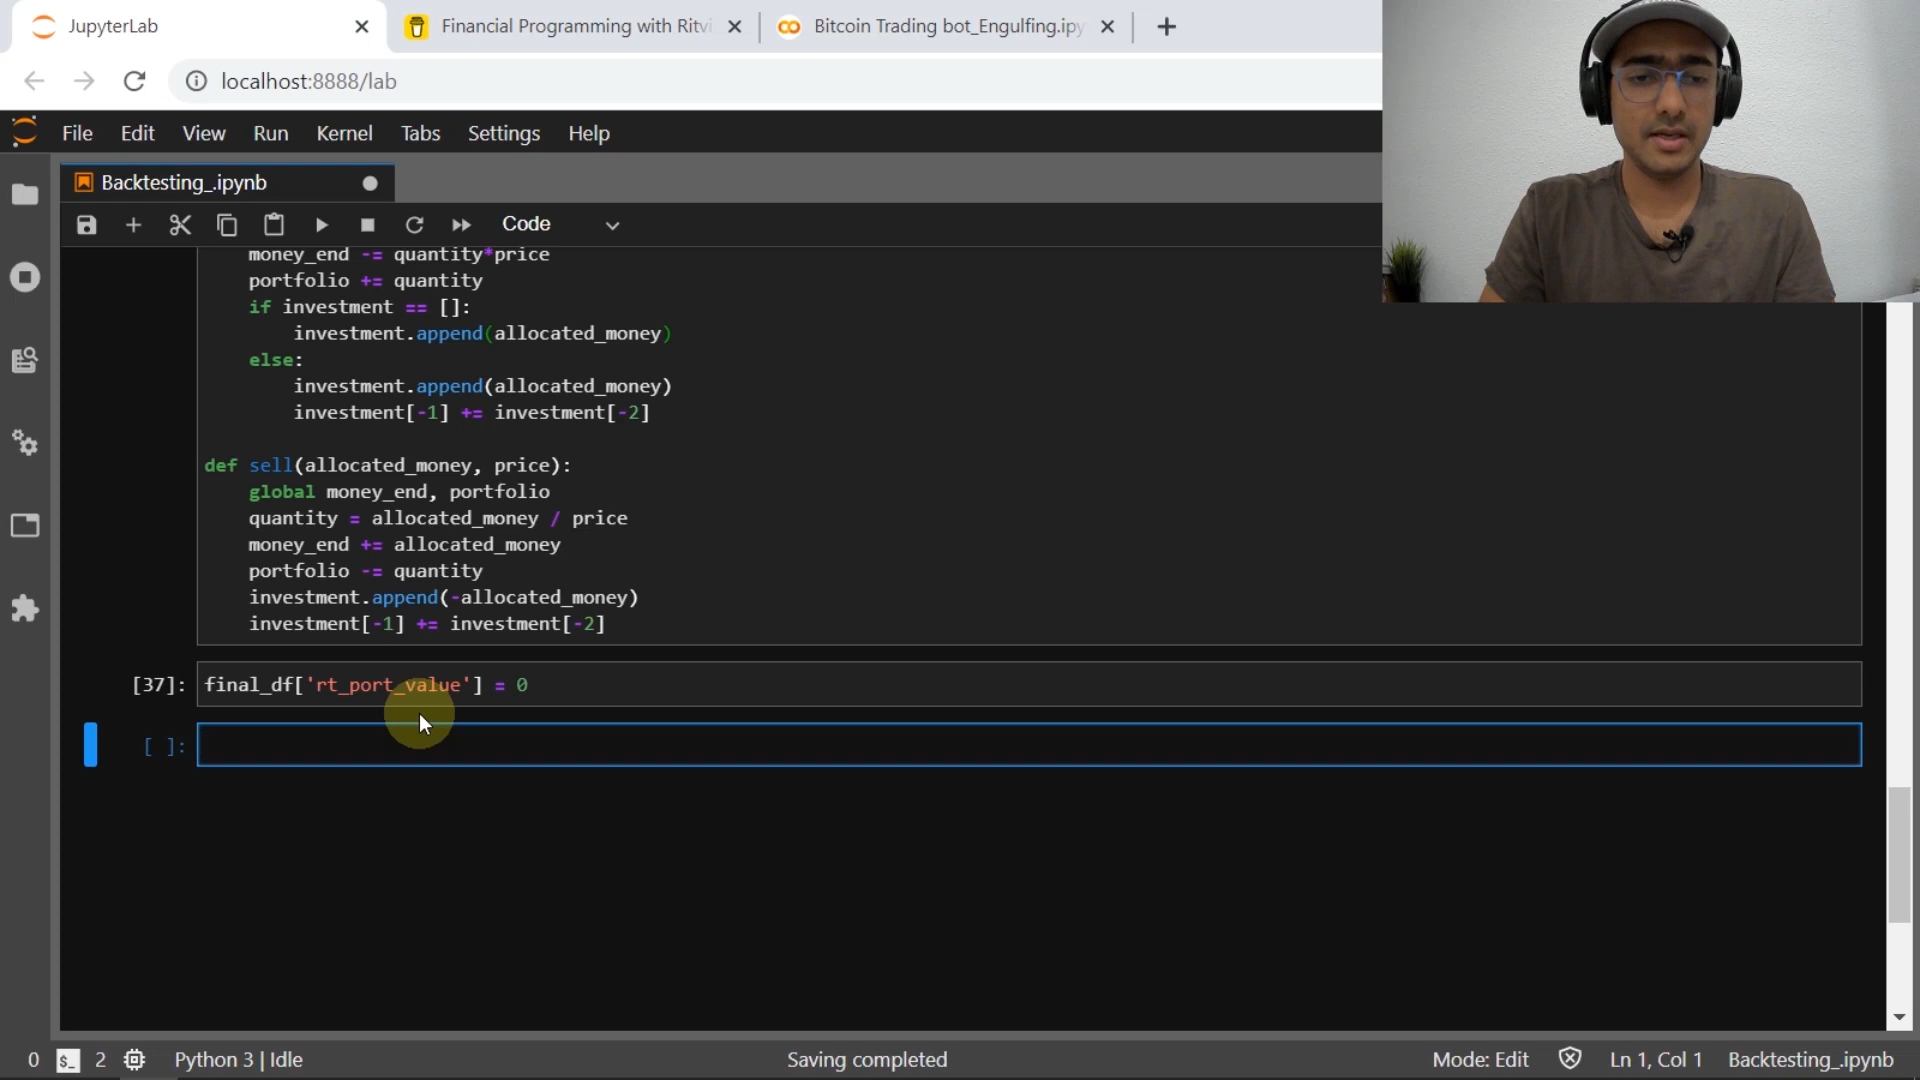 JupyterLab
Financial Programming with Ritvi
Bitcoin Trading bot_Engulfing.ipy
localhost:8888/lab
File Edit View Run Kernel Tabs Settings Help
Backtesting_.ipynb
Code
money_end -= quantity*price
portfolio += quantity
if investment == []:
investment.append(allocated_money)
else:
investment.append(allocated_money)
investment[-1] += investment[-2]
def sell(allocated_money, price):
global money_end, portfolio
quantity = allocated_money / price
money_end += allocated_money
portfolio -= quantity
investment.append(-allocated_money)
investment[-1] += investment[-2]
[37]: final_df['rt_port_value'] = 0
[ ]:
0 $_ 2 Python 3 | Idle Saving completed Mode: Edit Ln 1, Col 1 Backtesting_.ipynb